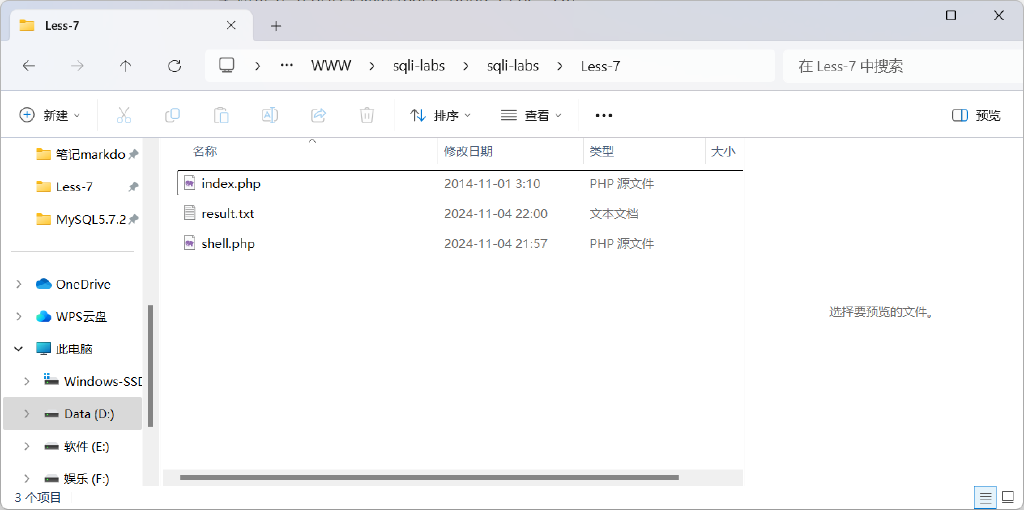 Less-7
WWW sqli-labs sqli-labs Less-7
在 Less-7 中搜索
新建
排序
查看
预览
笔记markdo
Less-7
MySQL5.7.2
OneDrive
WPS云盘
此电脑
Windows-SSD
Data (D:)
软件 (E:)
娱乐 (F:)
名称 修改日期 类型 大小
index.php 2014-11-01 3:10 PHP 源文件
result.txt 2024-11-04 22:00 文本文档
shell.php 2024-11-04 21:57 PHP 源文件
选择要预览的文件。
3 个项目